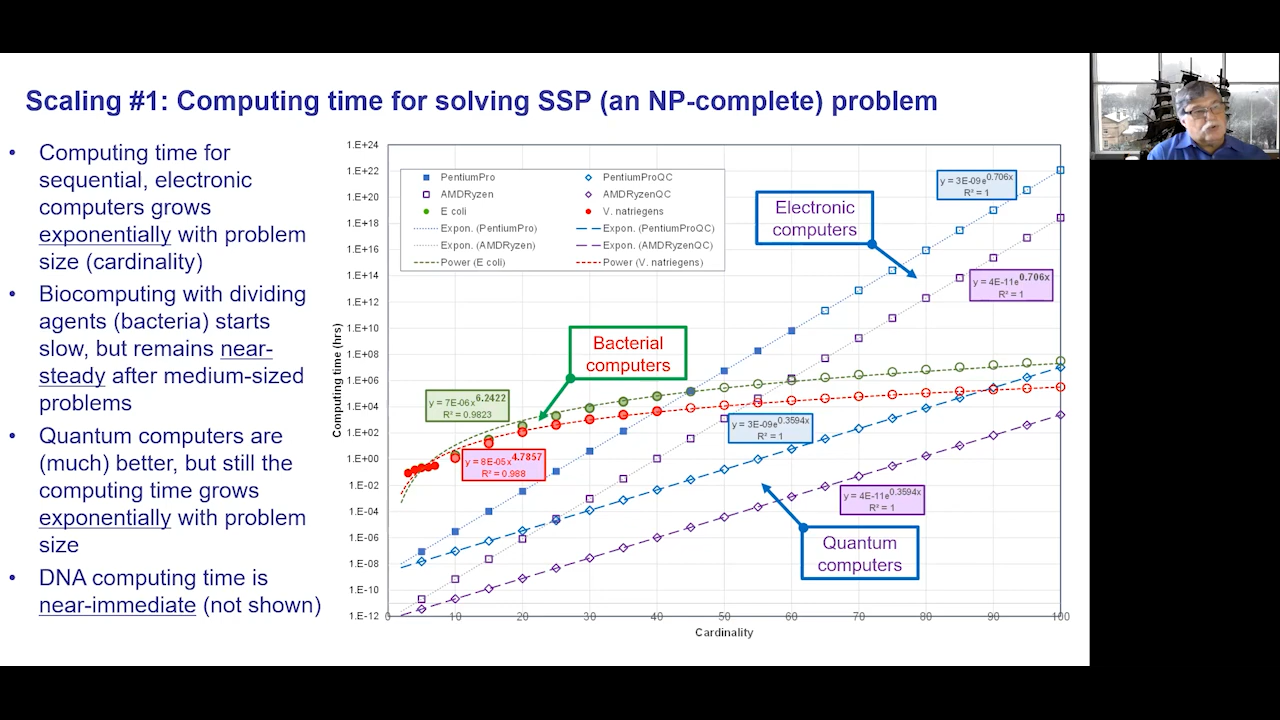 Scaling #1: Computing time for solving SSP (an NP-complete) problem
• Computing time for
sequential, electronic
computers grows
exponentially with problem
size (cardinality)
• Biocomputing with dividing
agents (bacteria) starts
slow, but remains near-
steady after medium-sized
problems
• Quantum computers are
(much) better, but still the
computing time grows
exponentially with problem
size
• DNA computing time is
near-immediate (not shown)
Computing time (hrs)
1.E+24
1.E+22
1.E+20
1.E+18
1.E+16
1.E+14
1.E+12
1.E+10
1.E+08
1.E+06
1.E+04
1.E+02
1.E+00
1.E-02
1.E-04
1.E-06
1.E-08
1.E-10
1.E-12
PentiumPro
PentiumProQC
AMDRyzen
AMDRyzenQC
E coli
V. natriegens
Expon. (PentiumPro)
Expon. (PentiumProQC)
Expon. (AMDRyzen)
Expon. (AMDRyzenQC)
Power (E coli)
Power (V. natriegens)
Electronic
computers
y = 3E-09e0.706x
R² = 1
y = 4E-11e0.706x
R² = 1
Bacterial
computers
y = 7E-06x6.2422
R² = 0.9823
y = 8E-05x4.7857
R² = 0.988
y = 3E-09e0.3594x
R² = 1
y = 4E-11e0.3594x
R² = 1
Quantum
computers
0 10 20 30 40 50 60 70 80 90 100
Cardinality